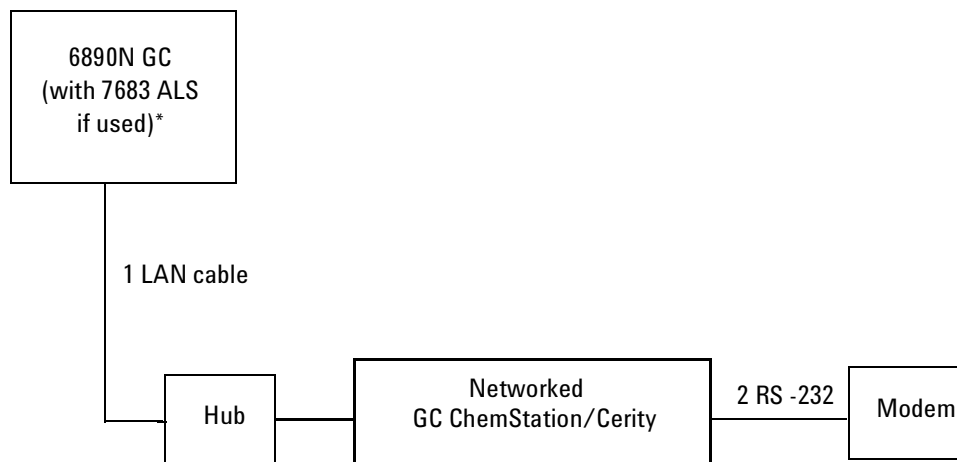 6890N GC
(with 7683 ALS
if used)*
1 LAN cable
Hub
Networked
GC ChemStation/Cerity
2 RS -232
Modem